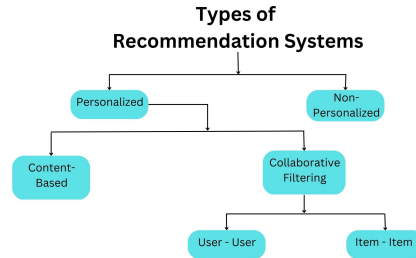 Types of
Recommendation Systems
Personalized
Non-
Personalized
Content-
Based
Collaborative
Filtering
User - User
Item - Item